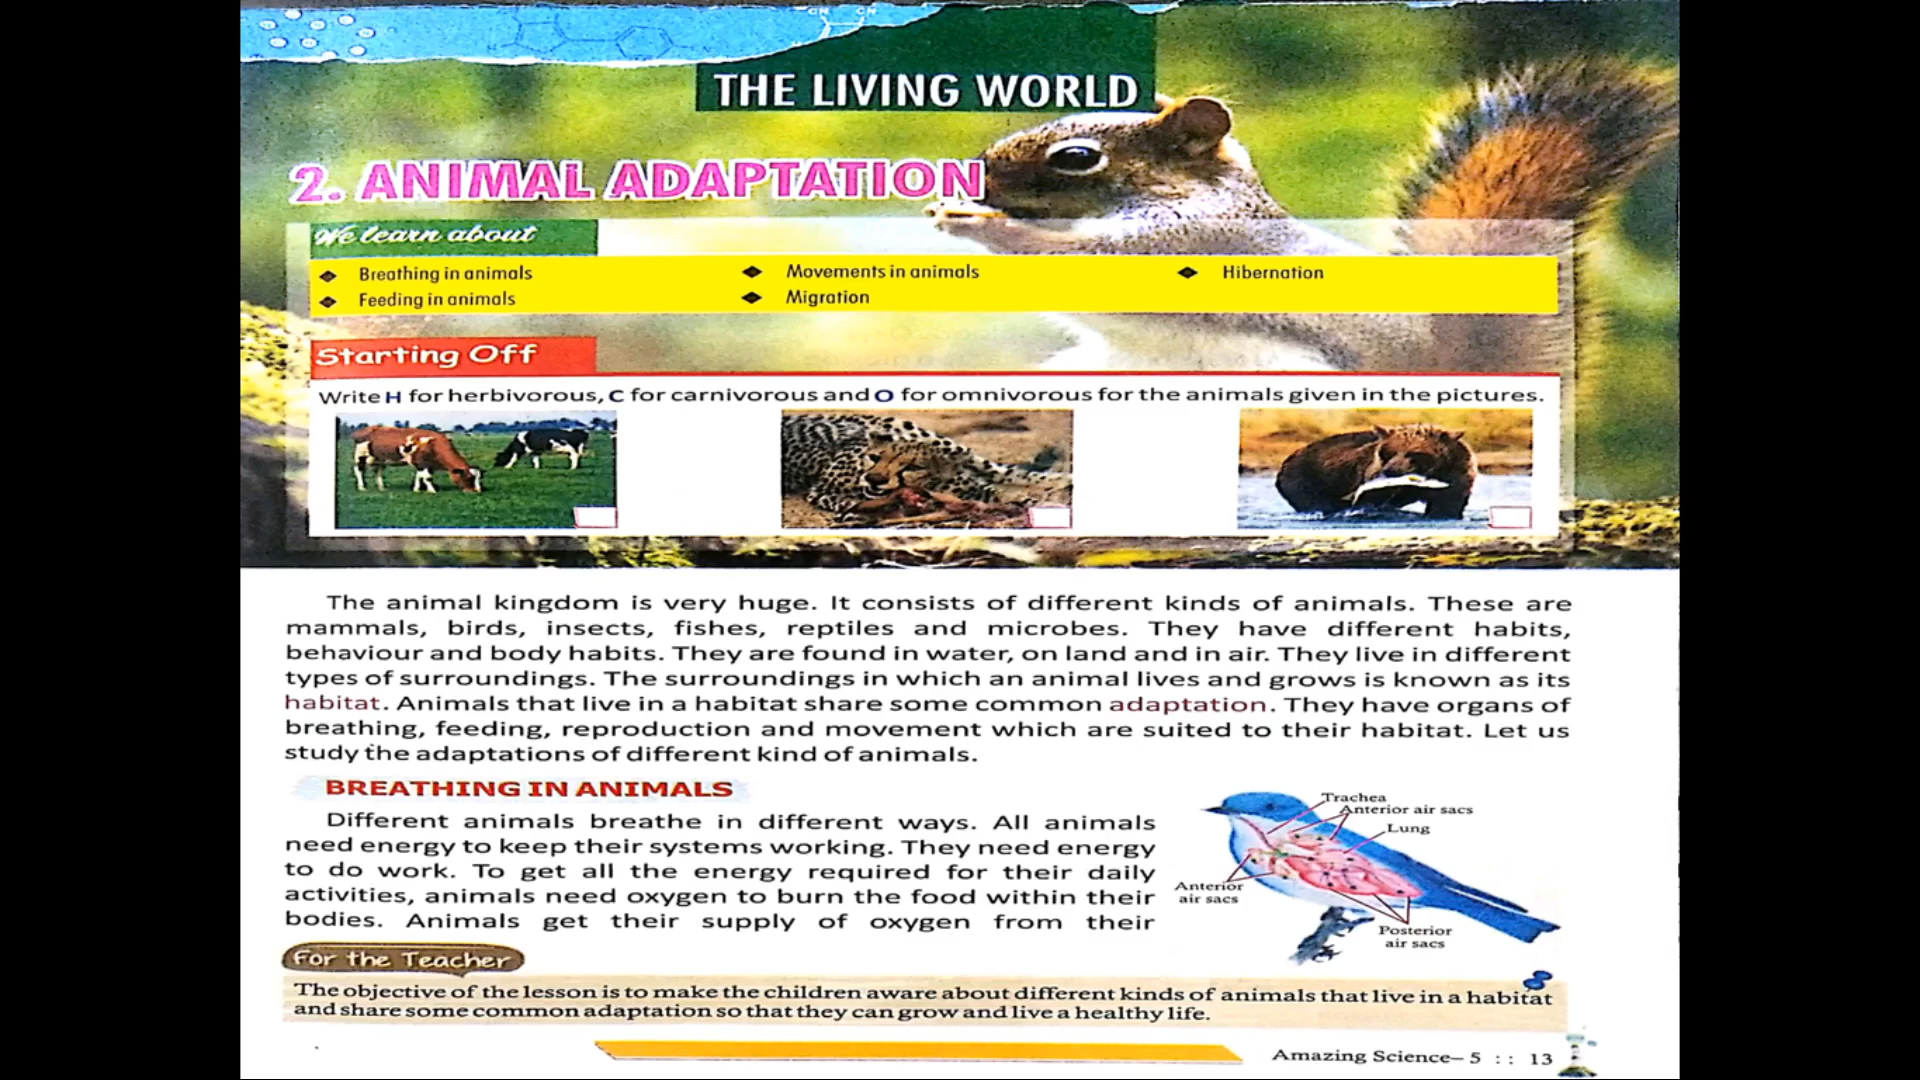 THE LIVING WORLD
2. ANIMAL ADAPTATION
We learn about
Breathing in animals
Feeding in animals
Movements in animals
Migration
Hibernation
Starting Off
Write H for herbivorous, C for carnivorous and O for omnivorous for the animals given in the pictures.
The animal kingdom is very huge. It consists of different kinds of animals. These are
mammals, birds, insects, fishes, reptiles and microbes. They have different habits,
behaviour and body habits. They are found in water, on land and in air. They live in different
types of surroundings. The surroundings in which an animal lives and grows is known as its
habitat. Animals that live in a habitat share some common adaptation. They have organs of
breathing, feeding, reproduction and movement which are suited to their habitat. Let us
study the adaptations of different kind of animals.
BREATHING IN ANIMALS
Different animals breathe in different ways. All animals
need energy to keep their systems working. They need energy
to do work. To get all the energy required for their daily
activities, animals need oxygen to burn the food within their
bodies. Animals get their supply of oxygen from their
Trachea
Anterior air sacs
Lung
Anterior
air sacs
Posterior
air sacs
For the Teacher
The objective of the lesson is to make the children aware about different kinds of animals that live in a habitat
and share some common adaptation so that they can grow and live a healthy life.
Amazing Science– 5 :: 13